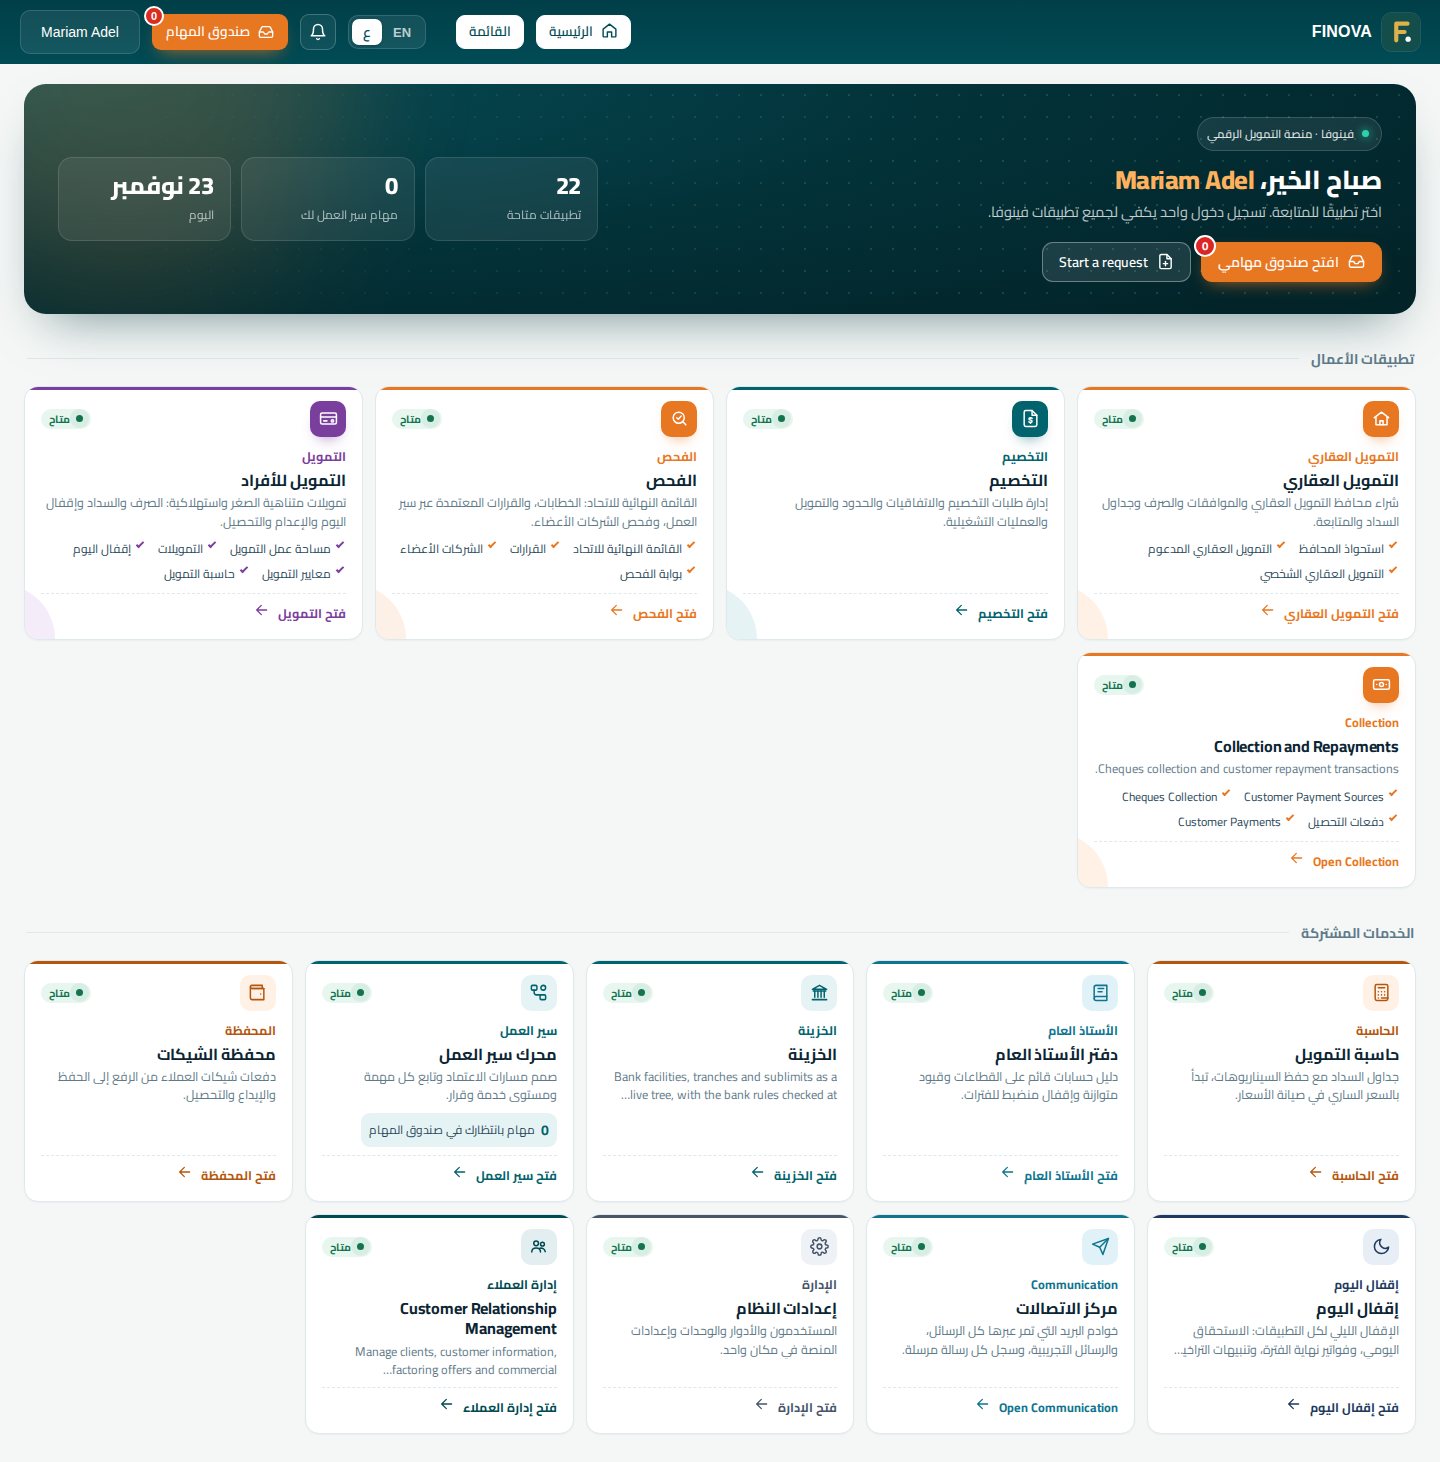 FINOVA
الرئيسية
القائمة
EN
ع
صندوق المهام
0
Mariam Adel
فينوفا · منصة التمويل الرقمي
صباح الخير، Mariam Adel
اختر تطبيقًا للمتابعة. تسجيل دخول واحد يكفي لجميع تطبيقات فينوفا.
افتح صندوق مهامي
0
Start a request
22
تطبيقات متاحة
0
مهام سير العمل لك
23 نوفمبر
اليوم
تطبيقات الأعمال
متاح
التمويل العقاري
التمويل العقاري
شراء محافظ التمويل العقاري والموافقات والصرف وجداول
السداد والمتابعة.
استحواذ المحافظ
التمويل العقاري المدعوم
التمويل العقاري الشخصي
فتح التمويل العقاري
متاح
التخصيم
التخصيم
إدارة طلبات التخصيم والاتفاقيات والحدود والتمويل
والعمليات التشغيلية.
فتح التخصيم
متاح
الفحص
الفحص
القائمة النهائية للاتحاد: الخطابات، والقرارات المعتمدة عبر سير
العمل، وفحص الشركات الأعضاء.
القائمة النهائية للاتحاد
القرارات
الشركات الأعضاء
بوابة الفحص
فتح الفحص
متاح
التمويل
التمويل للأفراد
تمويلات متناهية الصغر واستهلاكية: الصرف والسداد وإقفال
اليوم والإعدام والتحصيل.
مساحة عمل التمويل
التمويلات
إقفال اليوم
معايير التمويل
حاسبة التمويل
فتح التمويل
متاح
Collection
Collection and Repayments
Cheques collection and customer repayment transactions.
Customer Payment Sources
Cheques Collection
دفعات التحصيل
Customer Payments
Open Collection
الخدمات المشتركة
متاح
الحاسبة
حاسبة التمويل
جداول السداد مع حفظ السيناريوهات، تبدأ
بالسعر الساري في صيانة الأسعار.
فتح الحاسبة
متاح
الأستاذ العام
دفتر الأستاذ العام
دليل حسابات قائم على القطاعات وقيود
متوازنة وإقفال منضبط للفترات.
فتح الأستاذ العام
متاح
الخزينة
الخزينة
Bank facilities, tranches and sublimits as a
live tree, with the bank rules checked at...
فتح الخزينة
متاح
سير العمل
محرك سير العمل
صمم مسارات الاعتماد وتابع كل مهمة
ومستوى خدمة وقرار.
0 مهام بانتظارك في صندوق المهام
فتح سير العمل
متاح
المحفظة
محفظة الشيكات
دفعات شيكات العملاء من الرفع إلى الحفظ
والإيداع والتحصيل.
فتح المحفظة
متاح
إقفال اليوم
إقفال اليوم
الإقفال الليلي لكل التطبيقات: الاستحقاق
اليومي، وفواتير نهاية الفترة، وتنبيهات التراخيـ...
فتح إقفال اليوم
متاح
Communication
مركز الاتصالات
خوادم البريد التي تمر عبرها كل الرسائل،
والرسائل التجريبية، وسجل كل رسالة مرسلة.
Open Communication
متاح
الإدارة
إعدادات النظام
المستخدمون والأدوار والوحدات وإعدادات
المنصة في مكان واحد.
فتح الإدارة
متاح
إدارة العملاء
Customer Relationship
Management
Manage clients, customer information,
factoring offers and commercial...
فتح إدارة العملاء